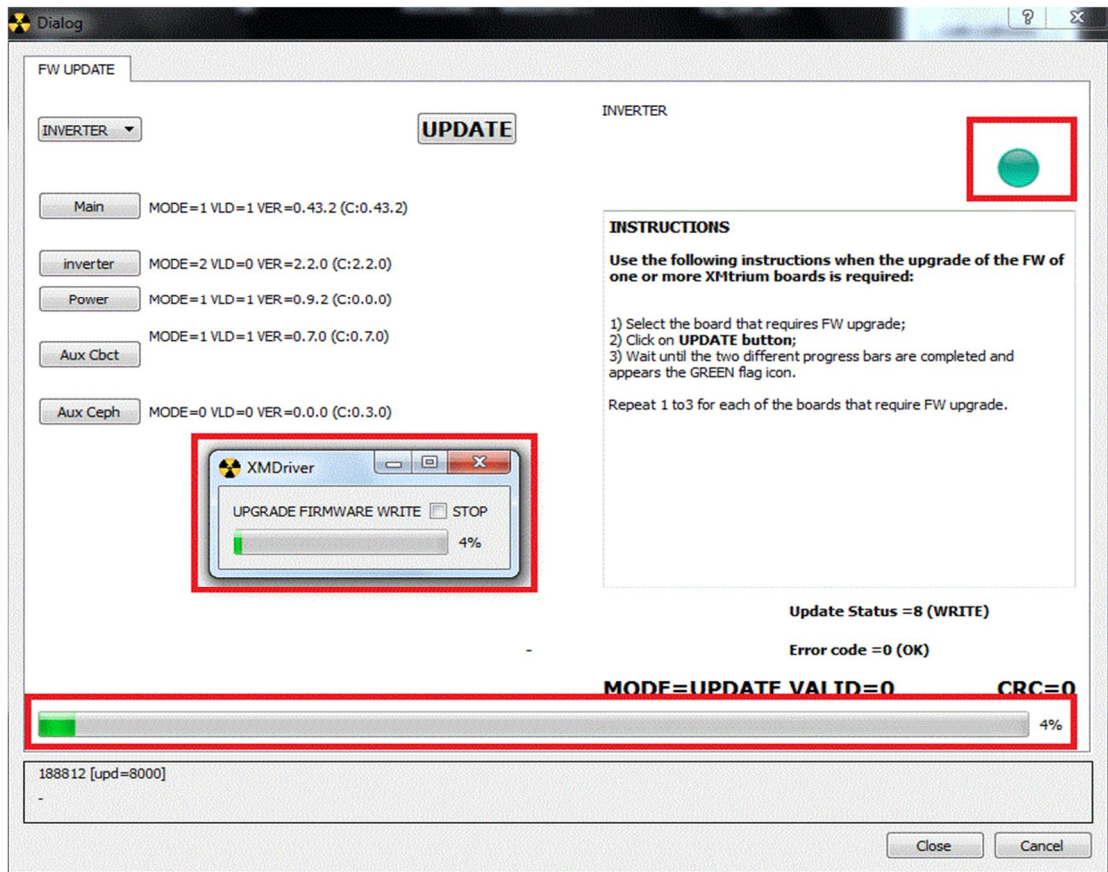 Dialog
FW UPDATE
INVERTER
UPDATE
INVERTER
Main MODE=1 VLD=1 VER=0.43.2 (C:0.43.2)
inverter MODE=2 VLD=0 VER=2.2.0 (C:2.2.0)
Power MODE=1 VLD=1 VER=0.9.2 (C:0.0.0)
Aux Cbct MODE=1 VLD=1 VER=0.7.0 (C:0.7.0)
Aux Ceph MODE=0 VLD=0 VER=0.0.0 (C:0.3.0)
INSTRUCTIONS
Use the following instructions when the upgrade of the FW of
one or more XMtrium boards is required:
1) Select the board that requires FW upgrade;
2) Click on UPDATE button;
3) Wait until the two different progress bars are completed and
appears the GREEN flag icon.
Repeat 1 to3 for each of the boards that require FW upgrade.
XMDriver
UPGRADE FIRMWARE WRITE STOP
4%
Update Status =8 (WRITE)
-
Error code =0 (OK)
MODE=UPDATE VALID=0 CRC=0
4%
188812 [upd=8000]
-
Close Cancel